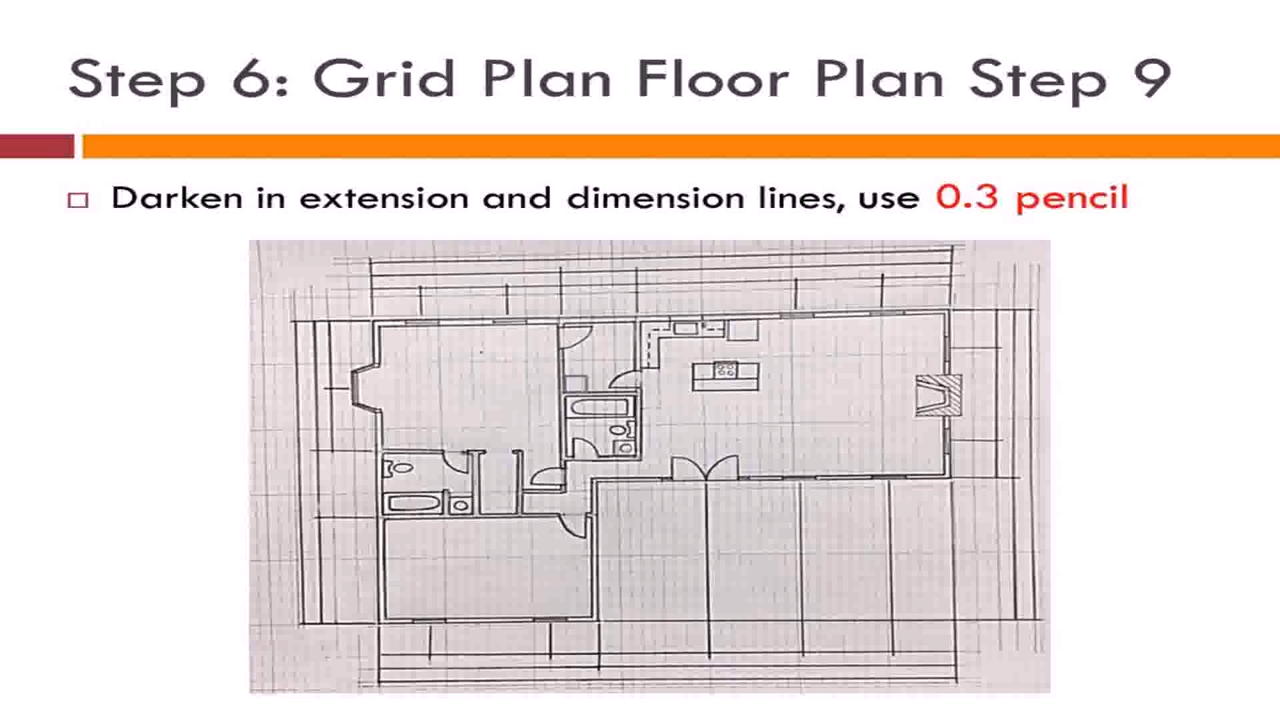 Step 6: Grid Plan Floor Plan Step 9
Darken in extension and dimension lines, use 0.3 pencil